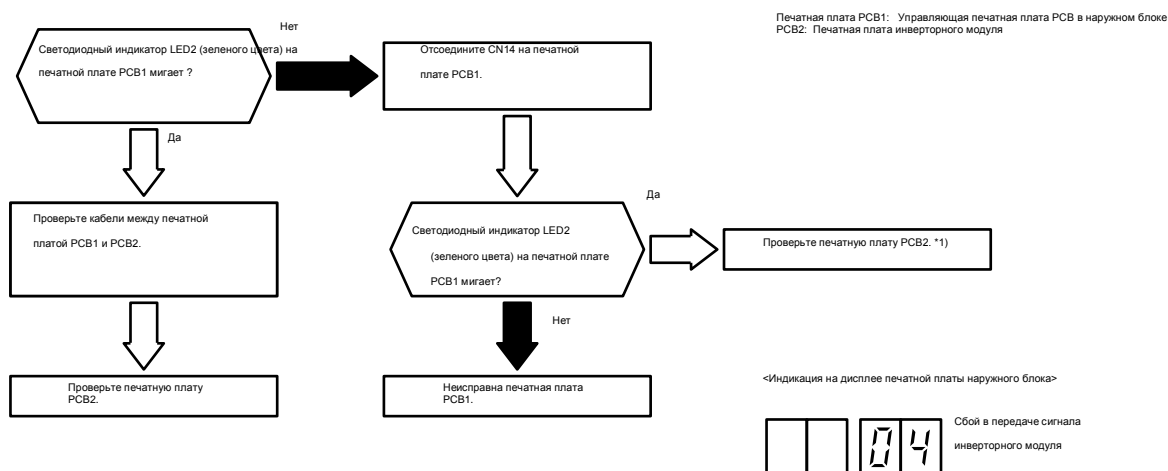 Печатная плата PCB1: Управляющая печатная плата PCB в наружном блоке
PCB2: Печатная плата инверторного модуля
Светодиодный индикатор LED2 (зеленого цвета) на
печатной плате PCB1 мигает ?
Нет
Отсоедините CN14 на печатной
плате PCB1.
Да
Проверьте кабели между печатной
платой PCB1 и PCB2.
Светодиодный индикатор LED2
(зеленого цвета) на печатной плате
PCB1 мигает?
Да
Проверьте печатную плату PCB2. *1)
Нет
Проверьте печатную плату
PCB2.
Неисправна печатная плата
PCB1.
<Индикация на дисплее печатной платы наружного блока>
04
Сбой в передаче сигнала
инверторного модуля